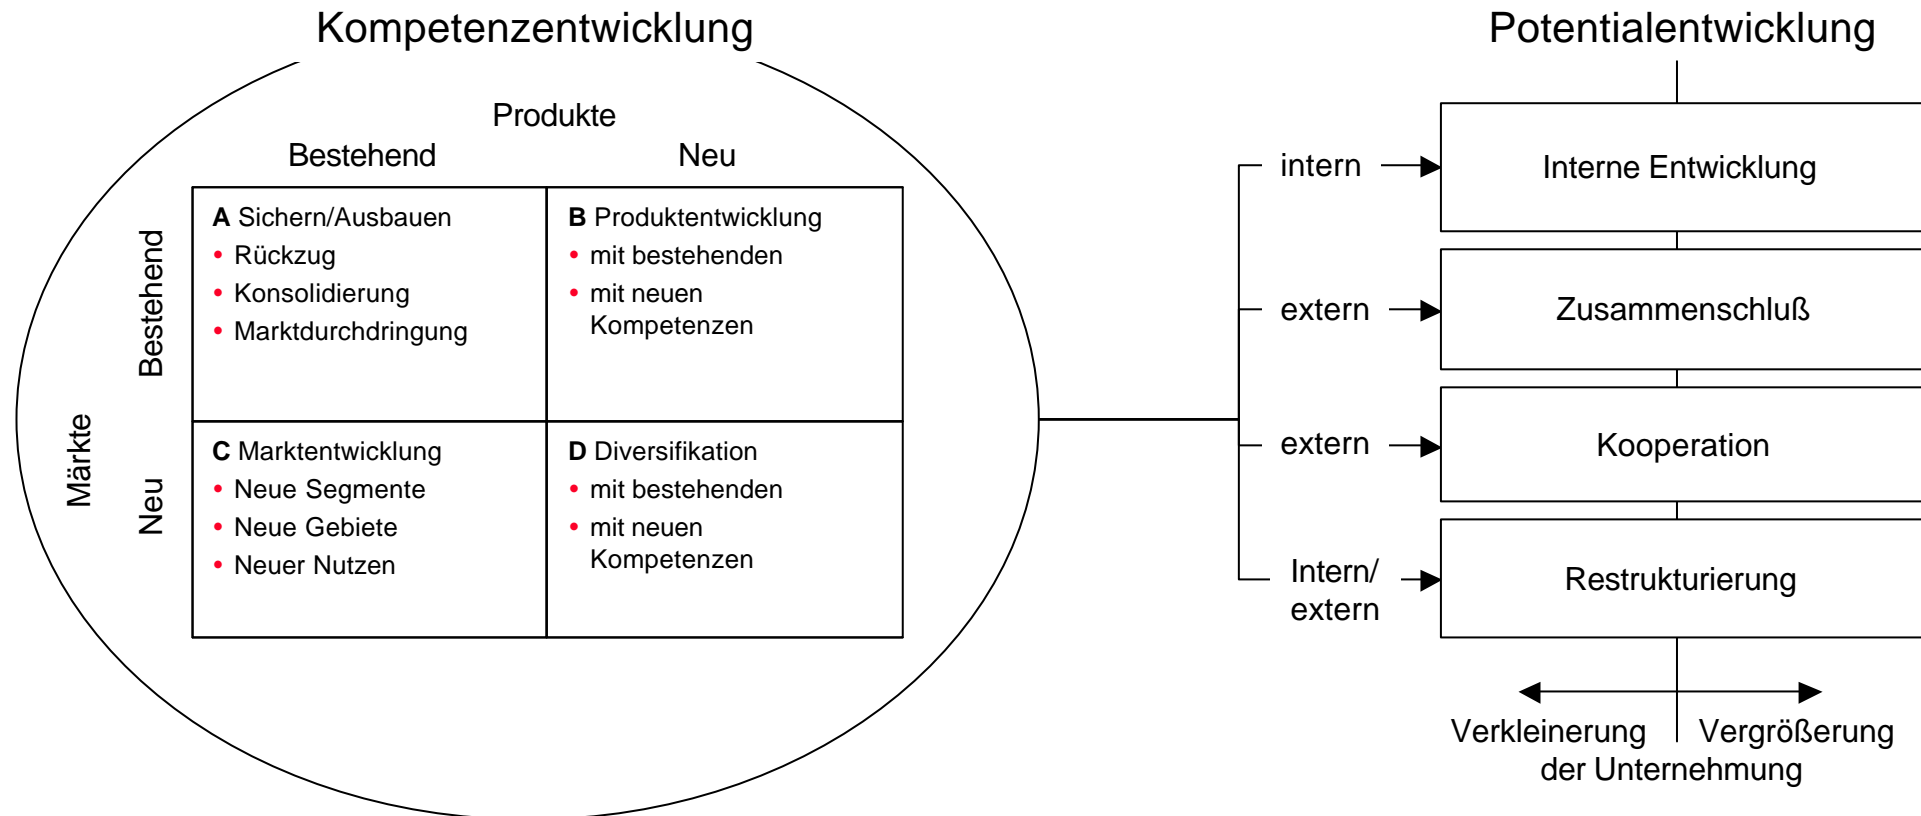 Kompetenzentwicklung
Produkte
Bestehend
Neu
Märkte
Bestehend
Neu
A Sichern/Ausbauen
• Rückzug
• Konsolidierung
• Marktdurchdringung
B Produktentwicklung
• mit bestehenden
• mit neuen
Kompetenzen
C Marktentwicklung
• Neue Segmente
• Neue Gebiete
• Neuer Nutzen
D Diversifikation
• mit bestehenden
• mit neuen
Kompetenzen
Potentialentwicklung
intern
Interne Entwicklung
extern
Zusammenschluß
extern
Kooperation
Intern/
extern
Restrukturierung
Verkleinerung
Vergrößerung
der Unternehmung